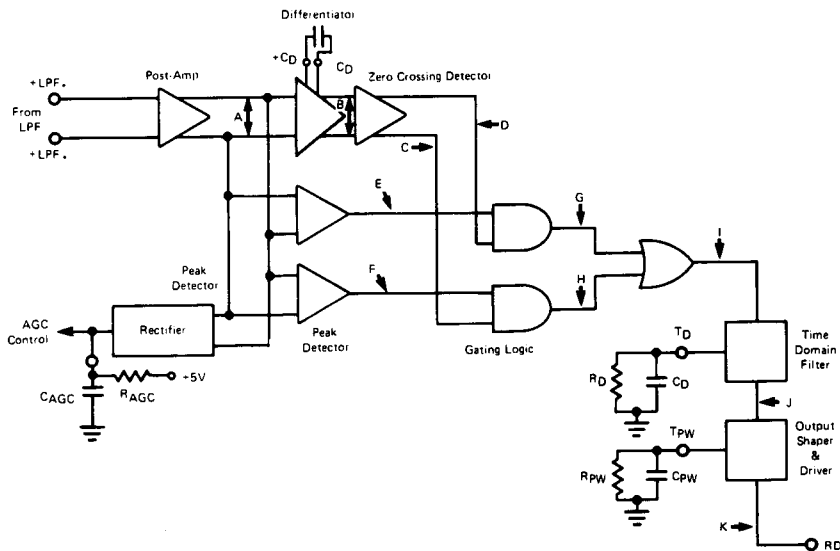 Differentiator
+CD
CD
Post-Amp
Zero Crossing Detector
+LPF.
From
LPF
+LPF.
A
B
C
D
E
F
G
H
I
Peak
Detector
AGC
Control
Rectifier
Peak
Detector
Gating Logic
+5V
CAGC
RAGC
TD
RD
CD
Time
Domain
Filter
J
TPW
RPW
CPW
Output
Shaper
&
Driver
K
RD